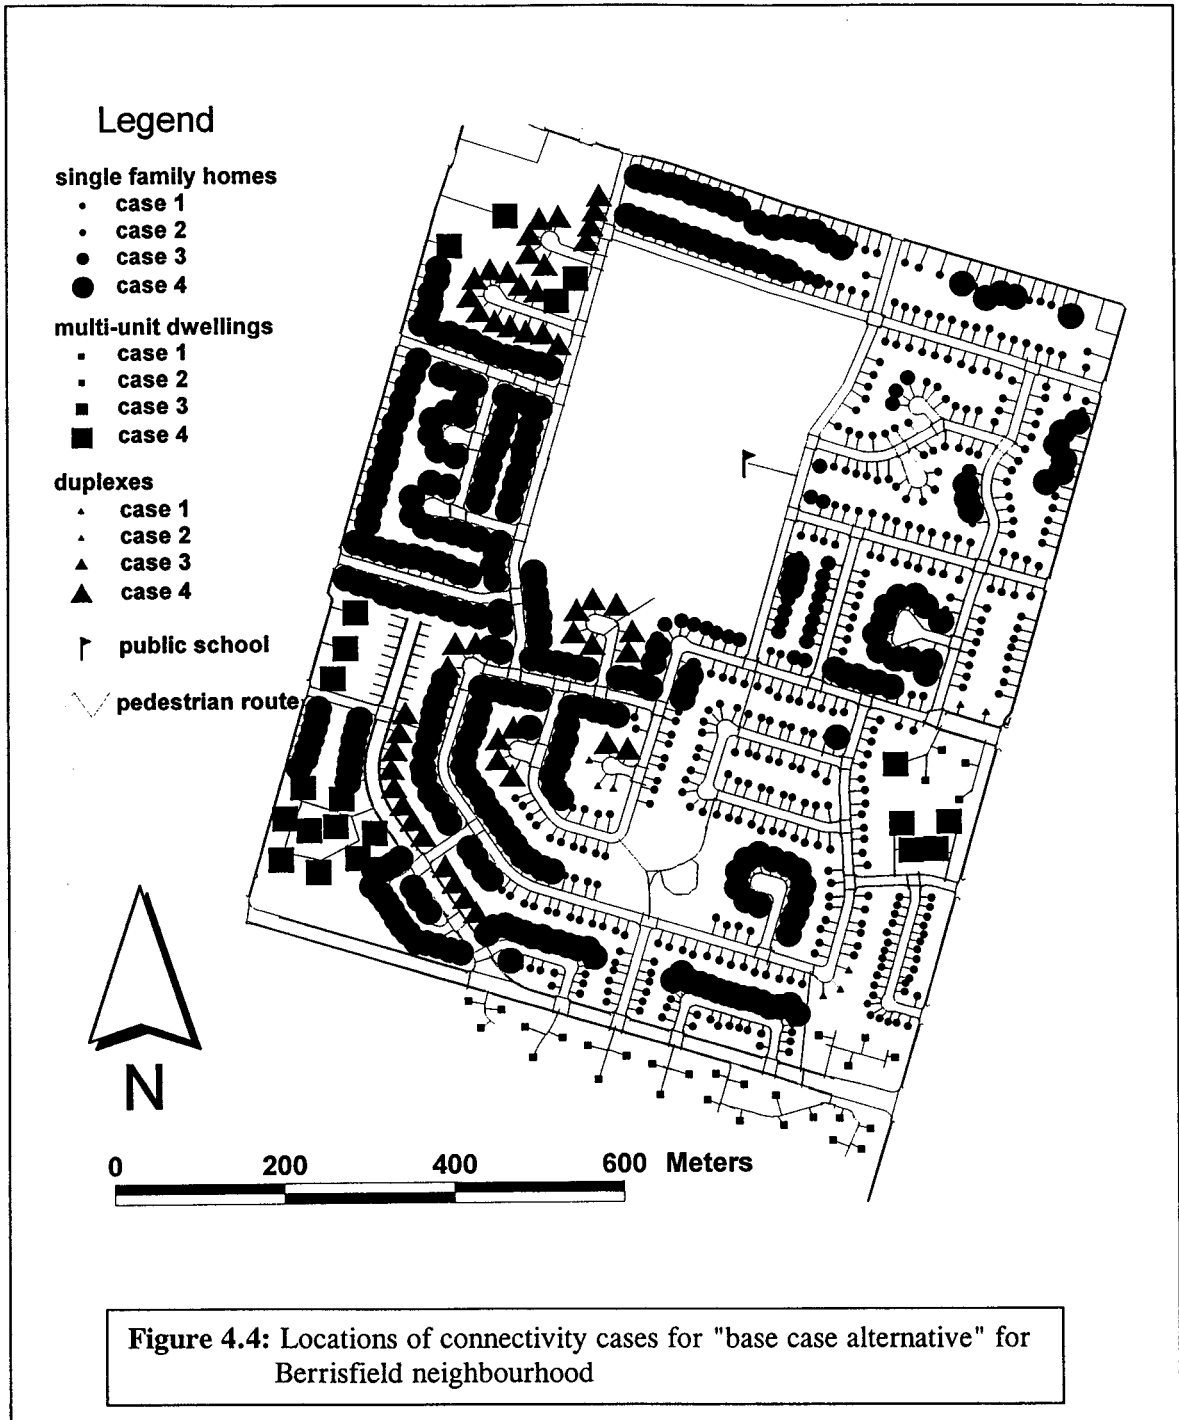 Legend
single family homes
case 1
case 2
case 3
case 4
multi-unit dwellings
case 1
case 2
case 3
case 4
duplexes
case 1
case 2
case 3
case 4
public school
pedestrian route
N
0 200 400 600 Meters
Figure 4.4: Locations of connectivity cases for "base case alternative" for
Berrisfield neighbourhood